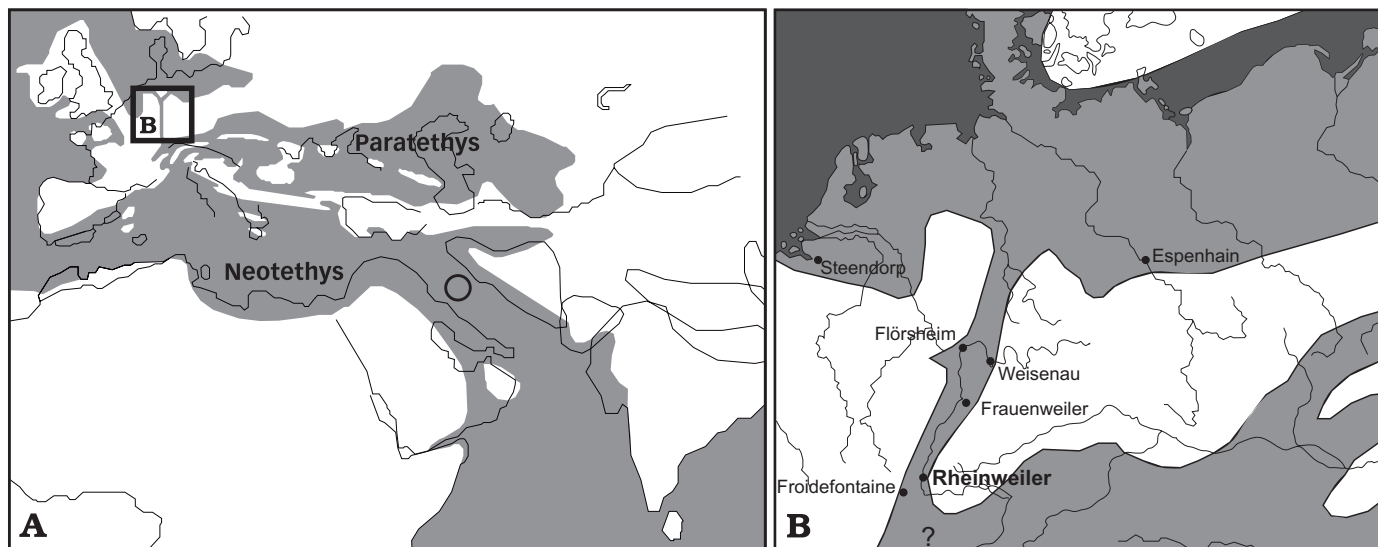 B
Paratethys
Neotethys
A
Steendorp
Espenhain
Flörsheim
Weisenau
Frauenweiler
Rheinweiler
Froidefontaine
?
B